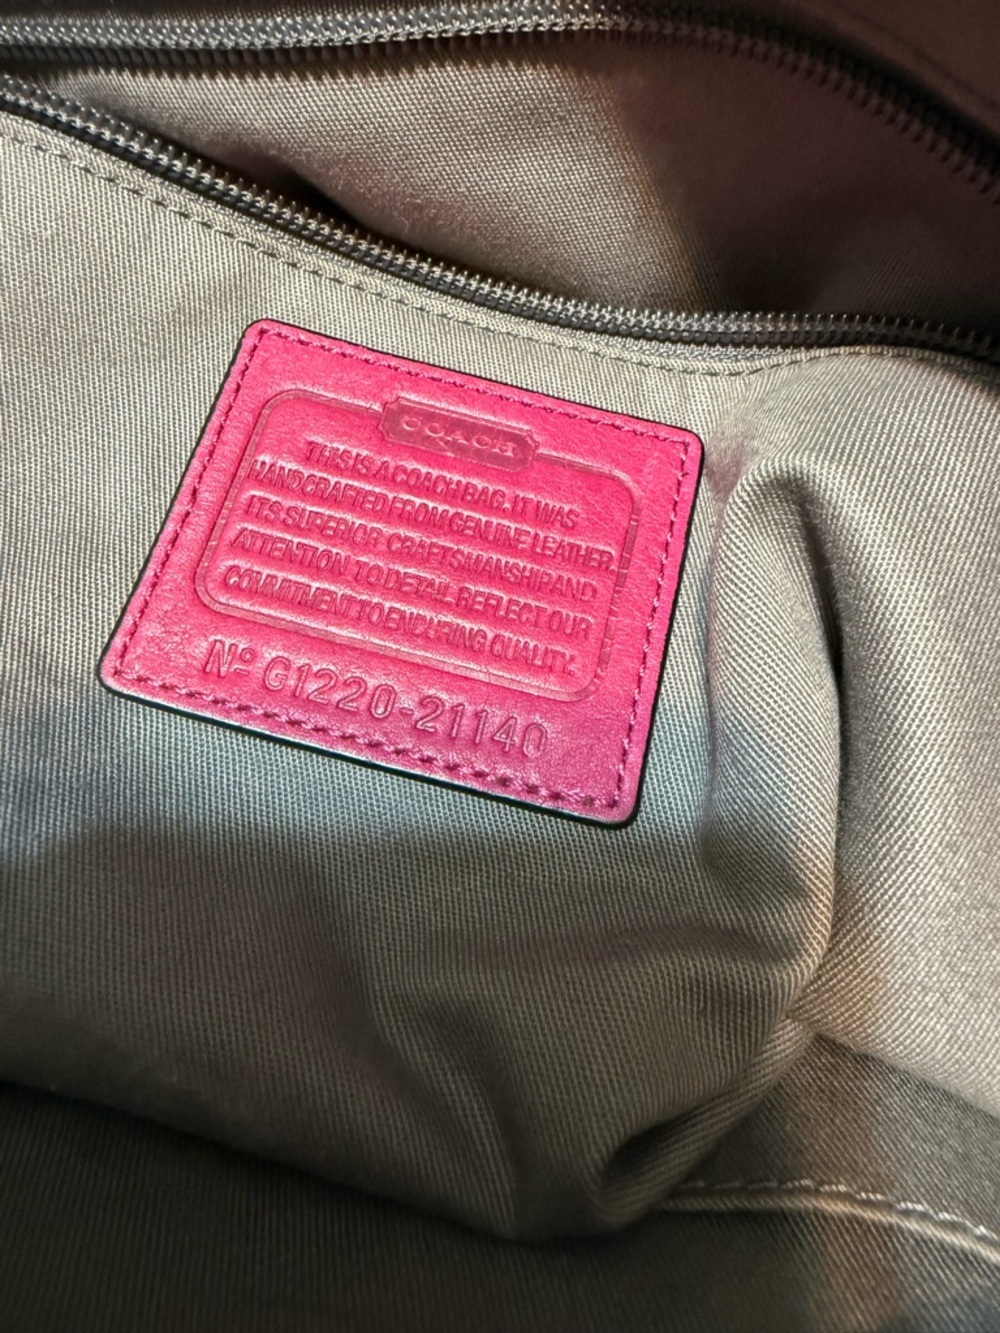 COACH
THIS IS A COACH BAG. IT WAS
HANDCRAFTED FROM GENUINE LEATHER.
ITS SUPERIOR CRAFTSMANSHIP AND
ATTENTION TO DETAIL REFLECT OUR
COMMITMENT TO ENDURING QUALITY.
Nº G1220-21140